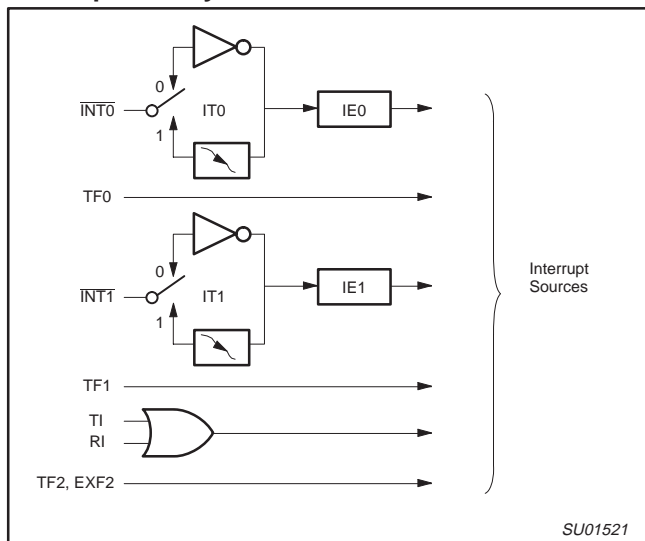 0
INT0
IT0
IE0
1
TF0
0
INT1
IT1
IE1
Interrupt
Sources
1
TF1
TI
RI
TF2, EXF2
SU01521